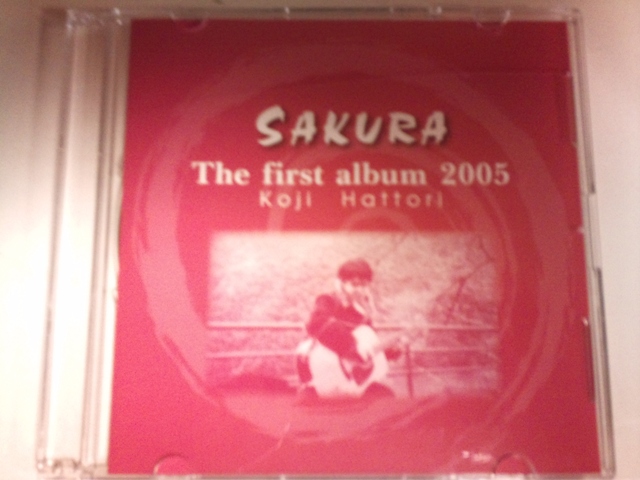 SAKURA
The first album 2005
Koji Hattori